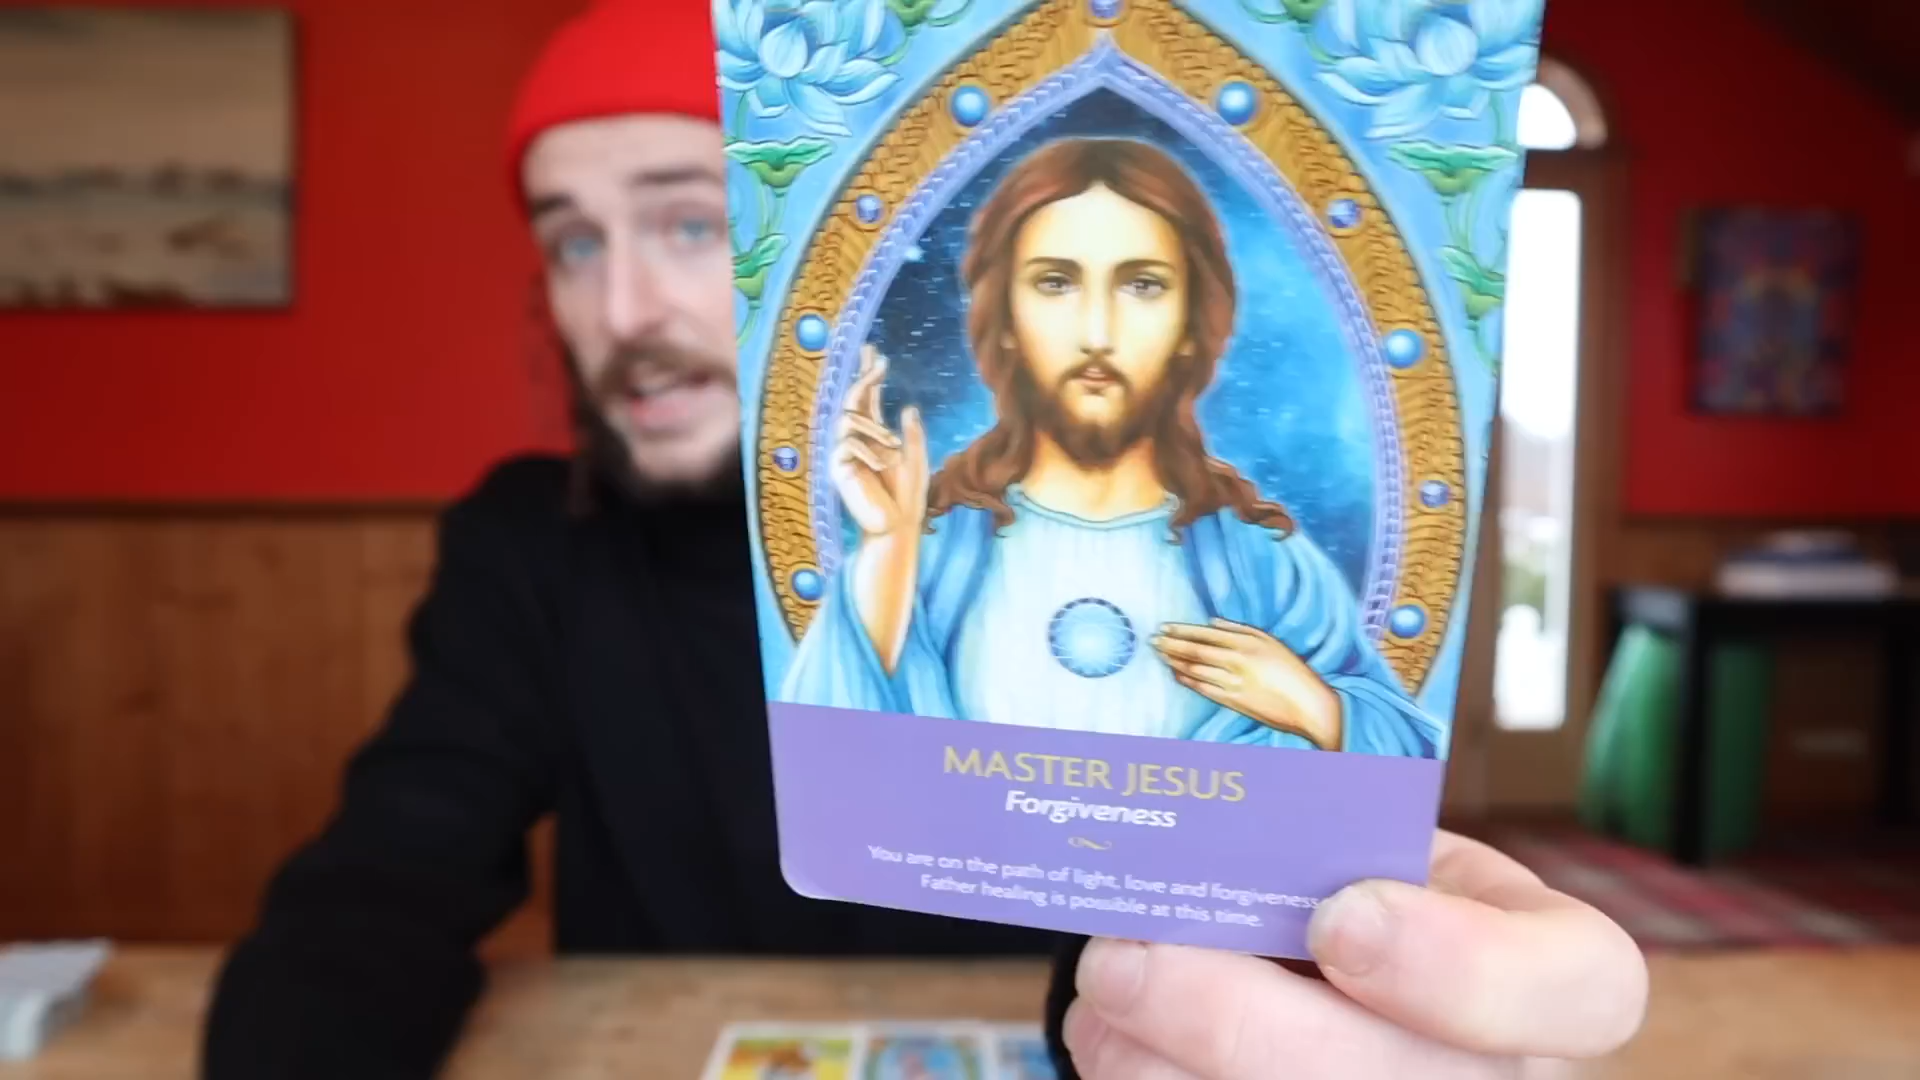 MASTER JESUS
Forgiveness
You are on the path of light, love and forgiveness
Father healing is possible at this time.